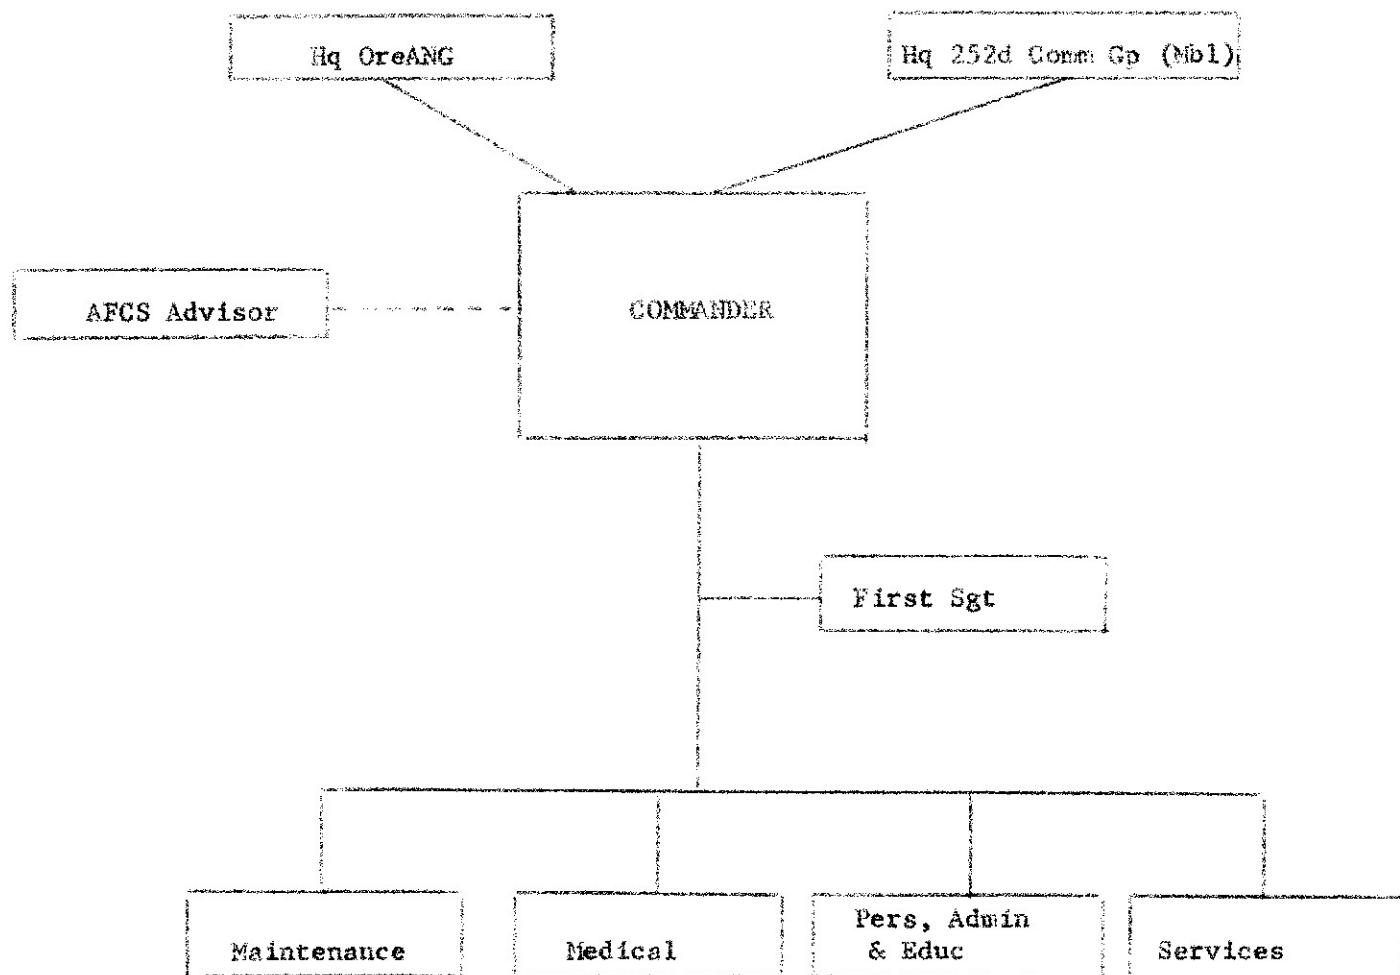 Hq OreANG
Hq 252d Comm Gp (Mbl)
AFCS Advisor
COMMANDER
First Sgt
Maintenance
Medical
Pers, Admin
& Educ
Services